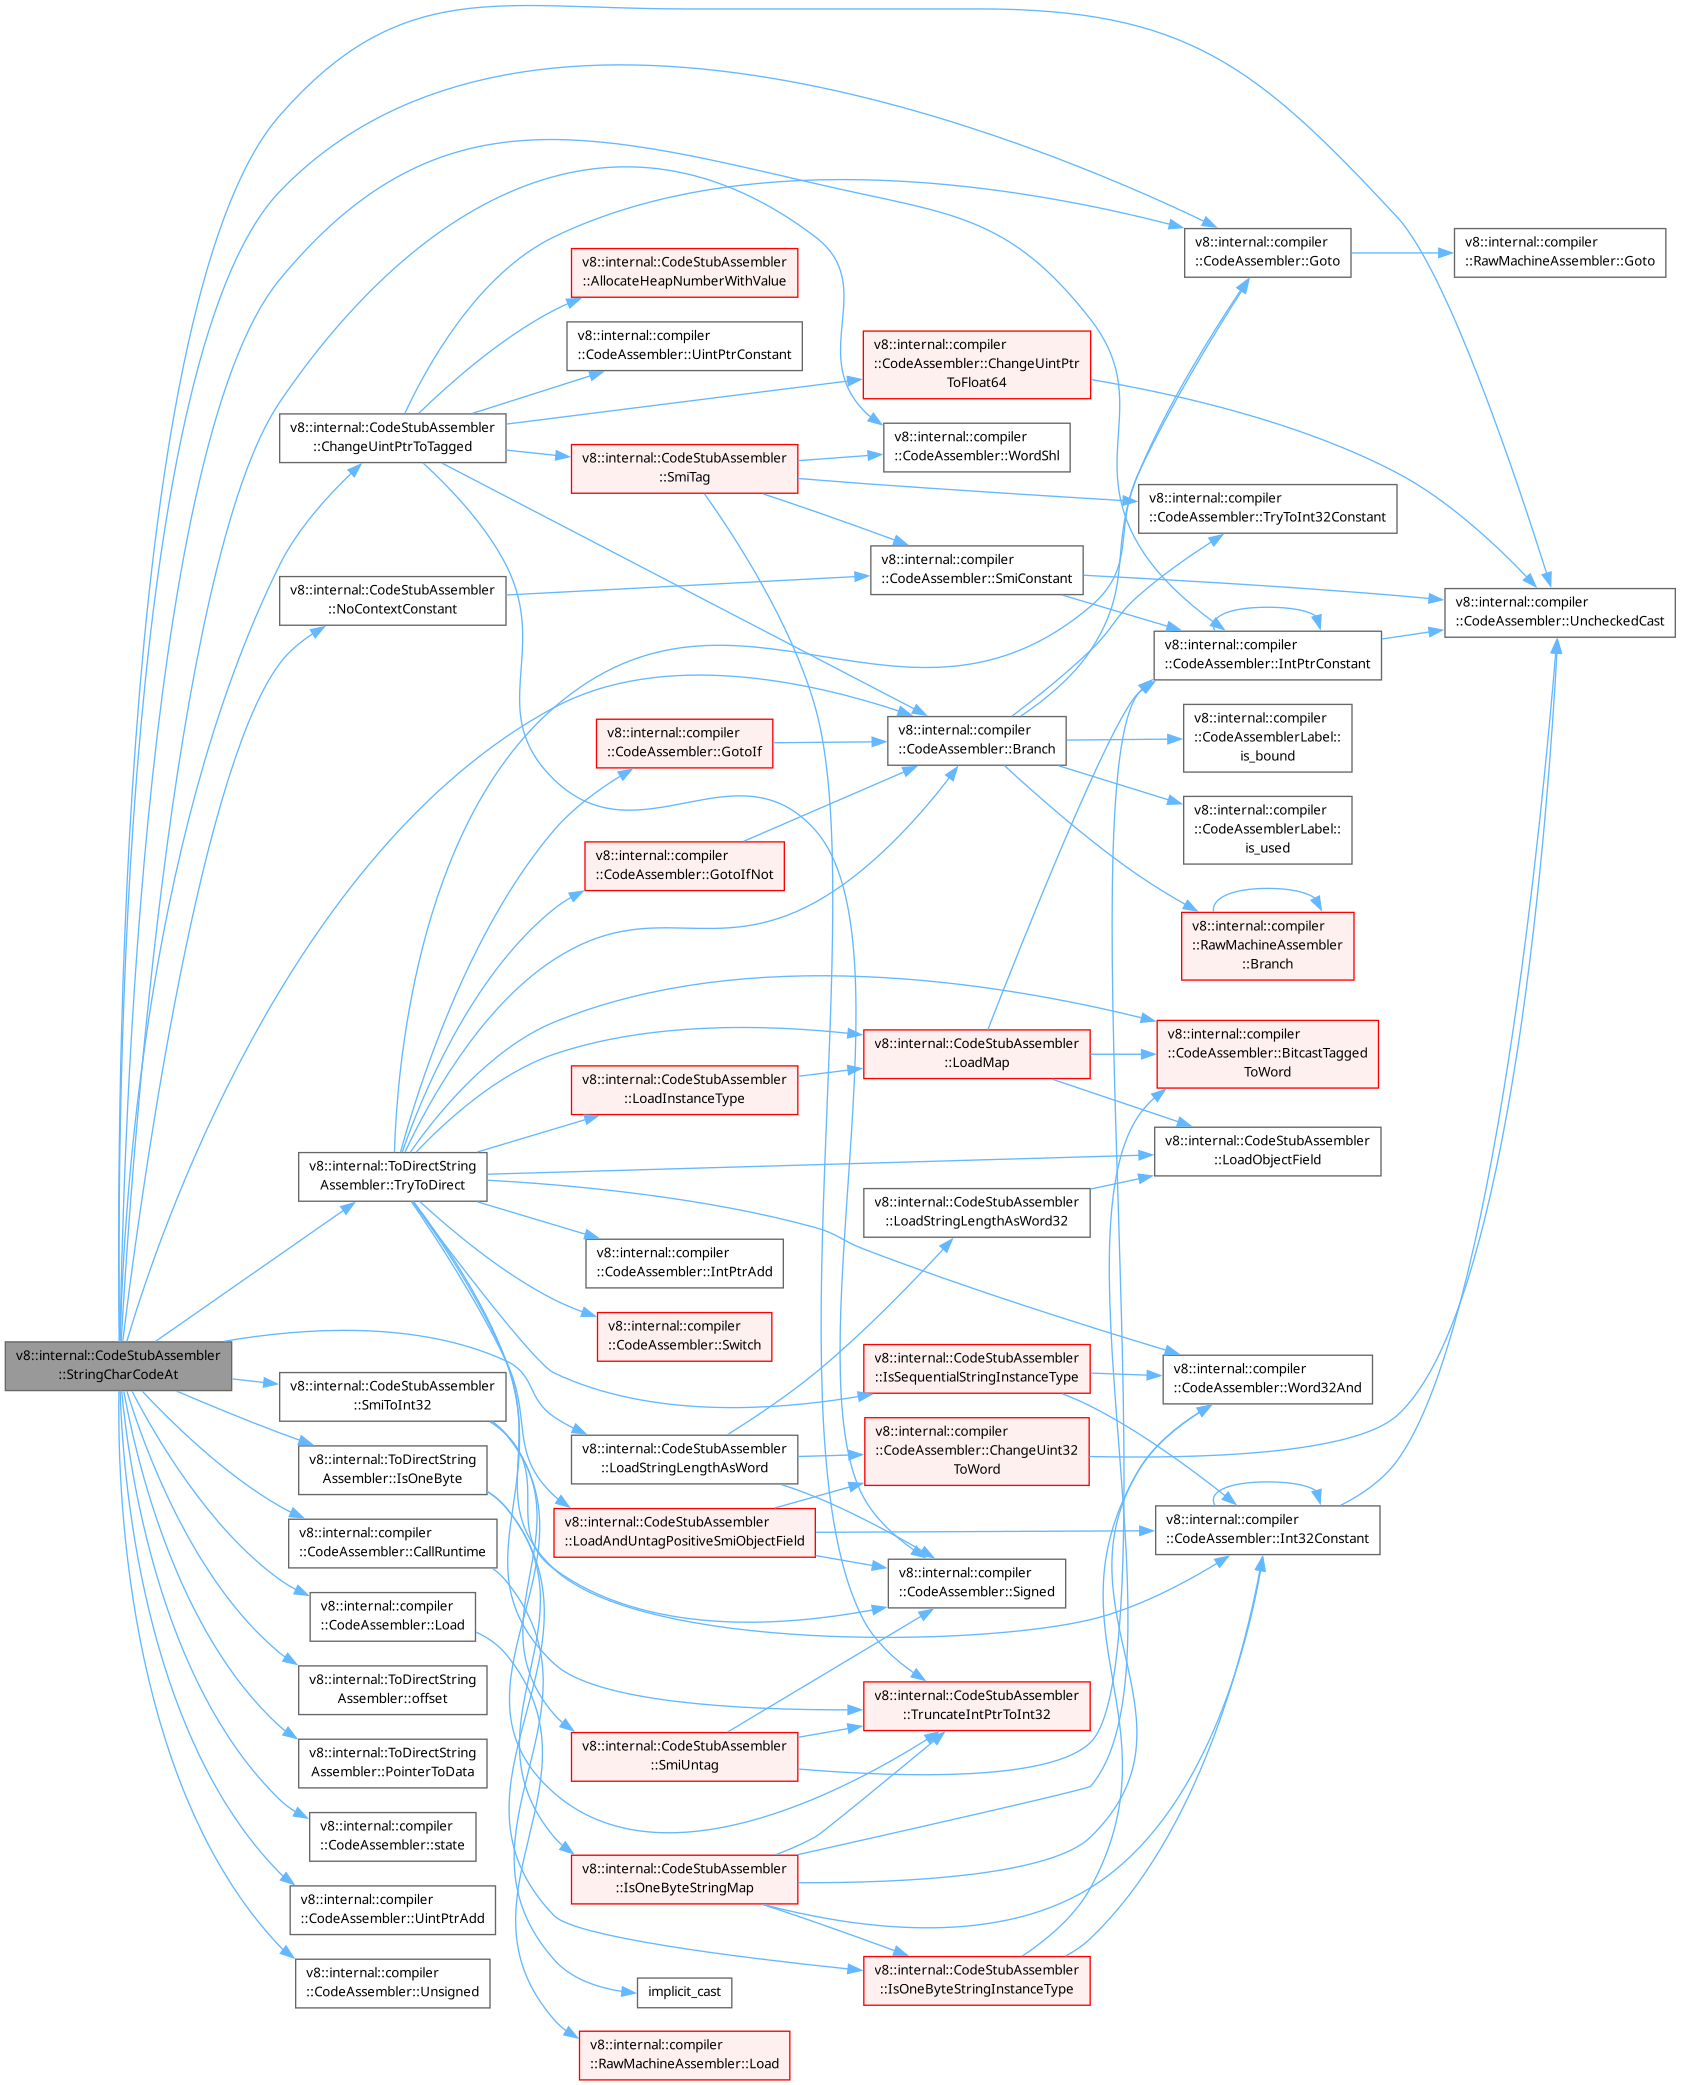 v8::internal::CodeStubAssembler
::StringCharCodeAt
v8::internal::CodeStubAssembler
::ChangeUintPtrToTagged
v8::internal::CodeStubAssembler
::NoContextConstant
v8::internal::ToDirectString
Assembler::TryToDirect
v8::internal::CodeStubAssembler
::SmiToInt32
v8::internal::ToDirectString
Assembler::IsOneByte
v8::internal::compiler
::CodeAssembler::CallRuntime
v8::internal::compiler
::CodeAssembler::Load
v8::internal::ToDirectString
Assembler::offset
v8::internal::ToDirectString
Assembler::PointerToData
v8::internal::compiler
::CodeAssembler::state
v8::internal::compiler
::CodeAssembler::UintPtrAdd
v8::internal::compiler
::CodeAssembler::Unsigned
v8::internal::CodeStubAssembler
::AllocateHeapNumberWithValue
v8::internal::compiler
::CodeAssembler::UintPtrConstant
v8::internal::CodeStubAssembler
::SmiTag
v8::internal::compiler
::CodeAssembler::GotoIf
v8::internal::compiler
::CodeAssembler::GotoIfNot
v8::internal::CodeStubAssembler
::LoadInstanceType
v8::internal::compiler
::CodeAssembler::IntPtrAdd
v8::internal::compiler
::CodeAssembler::Switch
v8::internal::CodeStubAssembler
::LoadStringLengthAsWord
v8::internal::CodeStubAssembler
::LoadAndUntagPositiveSmiObjectField
v8::internal::CodeStubAssembler
::SmiUntag
v8::internal::CodeStubAssembler
::IsOneByteStringMap
implicit_cast
v8::internal::compiler
::RawMachineAssembler::Load
v8::internal::compiler
::CodeAssembler::ChangeUintPtr
ToFloat64
v8::internal::compiler
::CodeAssembler::WordShl
v8::internal::compiler
::CodeAssembler::SmiConstant
v8::internal::compiler
::CodeAssembler::Branch
v8::internal::CodeStubAssembler
::LoadMap
v8::internal::CodeStubAssembler
::LoadStringLengthAsWord32
v8::internal::CodeStubAssembler
::IsSequentialStringInstanceType
v8::internal::compiler
::CodeAssembler::ChangeUint32
ToWord
v8::internal::compiler
::CodeAssembler::Signed
v8::internal::CodeStubAssembler
::TruncateIntPtrToInt32
v8::internal::CodeStubAssembler
::IsOneByteStringInstanceType
v8::internal::compiler
::CodeAssembler::Goto
v8::internal::compiler
::CodeAssembler::TryToInt32Constant
v8::internal::compiler
::CodeAssembler::IntPtrConstant
v8::internal::compiler
::CodeAssemblerLabel::
is_bound
v8::internal::compiler
::CodeAssemblerLabel::
is_used
v8::internal::compiler
::RawMachineAssembler
::Branch
v8::internal::compiler
::CodeAssembler::BitcastTagged
ToWord
v8::internal::CodeStubAssembler
::LoadObjectField
v8::internal::compiler
::CodeAssembler::Word32And
v8::internal::compiler
::CodeAssembler::Int32Constant
v8::internal::compiler
::RawMachineAssembler::Goto
v8::internal::compiler
::CodeAssembler::UncheckedCast